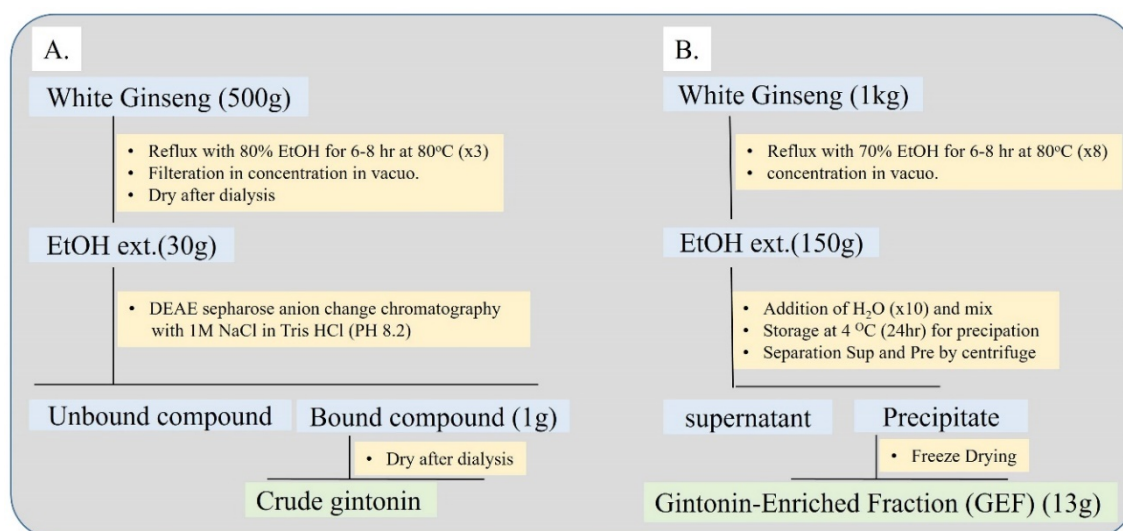 A.
White Ginseng (500g)
• Reflux with 80% EtOH for 6-8 hr at 80°C (x3)
• Filteration in concentration in vacuo.
• Dry after dialysis
EtOH ext.(30g)
• DEAE sepharose anion change chromatography
with 1M NaCl in Tris HCl (PH 8.2)
Unbound compound
Bound compound (1g)
• Dry after dialysis
Crude gintonin
B.
White Ginseng (1kg)
• Reflux with 70% EtOH for 6-8 hr at 80°C (x8)
• concentration in vacuo.
EtOH ext.(150g)
• Addition of H₂O (x10) and mix
• Storage at 4 °C (24hr) for precipation
• Separation Sup and Pre by centrifuge
supernatant
Precipitate
• Freeze Drying
Gintonin-Enriched Fraction (GEF) (13g)